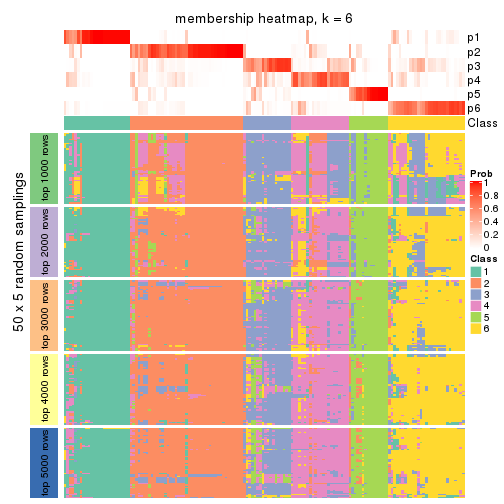 membership heatmap, k = 6
p1
p2
p3
p4
p5
p6
Class
50 x 5 random samplings
top 1000 rows
top 2000 rows
top 3000 rows
top 4000 rows
top 5000 rows
Prob
1
0.8
0.6
0.4
0.2
0
Class
1
2
3
4
5
6